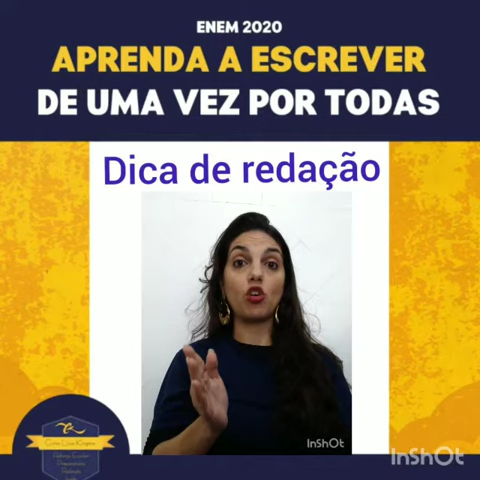 ENEM 2020
APRENDA A ESCREVER
DE UMA VEZ POR TODAS
Dica de redação
InShOt
InShOt